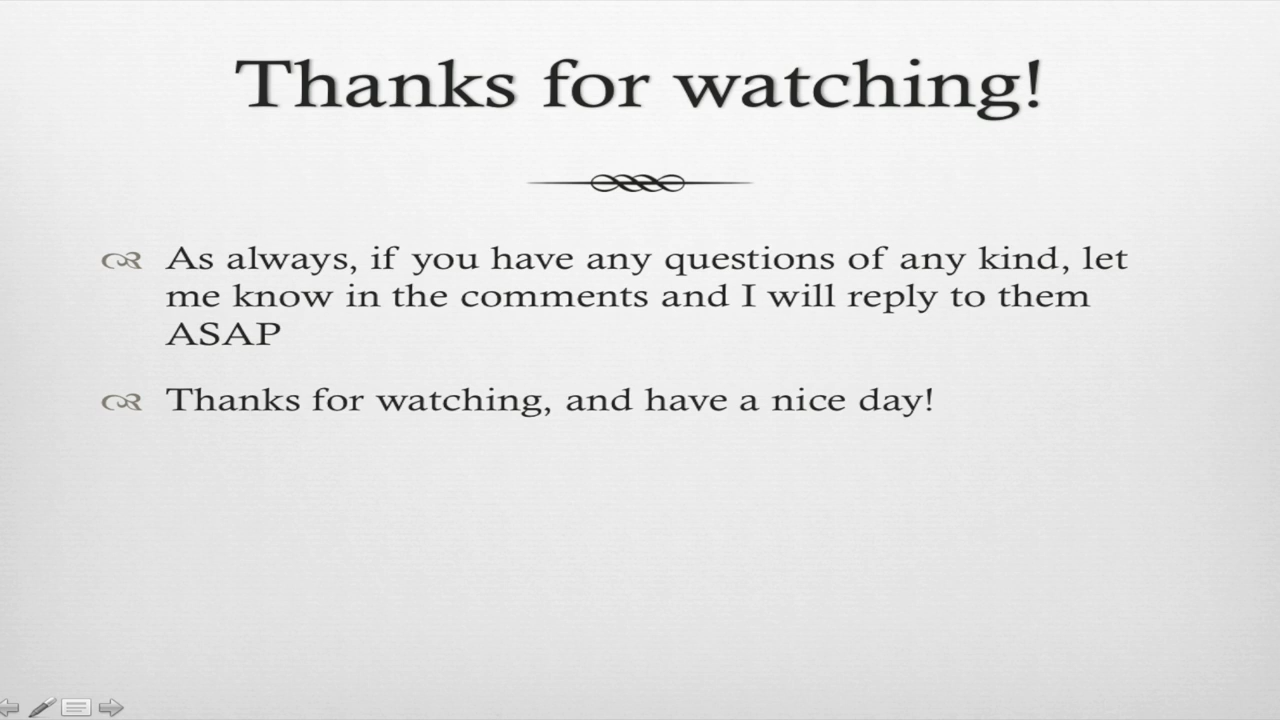 Thanks for watching!
As always, if you have any questions of any kind, let
me know in the comments and I will reply to them
ASAP
Thanks for watching, and have a nice day!